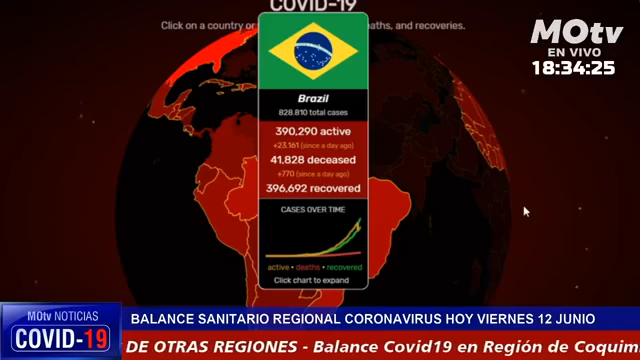 COVID-19
Click on a country or
aths, and recoveries.
MOtv
EN VIVO
18:34:25
Brazil
828.810 total cases
390,290 active
+23.161 (since a day ago)
41,828 deceased
+770 (since a day ago)
396,692 recovered
CASES OVER TIME
active • deaths • recovered
Click chart to expand
MOtv NOTICIAS
BALANCE SANITARIO REGIONAL CORONAVIRUS HOY VIERNES 12 JUNIO
COVID-19
DE OTRAS REGIONES - Balance Covid19 en Región de Coquim